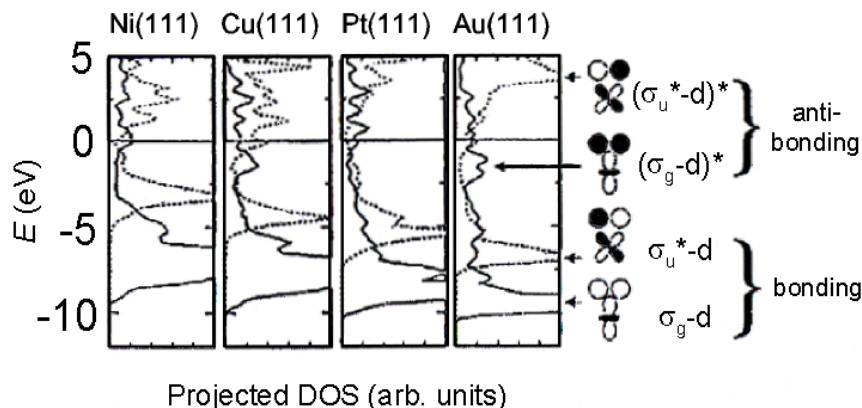 Ni(111) Cu(111) Pt(111) Au(111)
5
0
-5
-10
E (eV)
(σu*-d)*
(σg-d)*
σu*-d
σg-d
anti-
bonding
bonding
Projected DOS (arb. units)